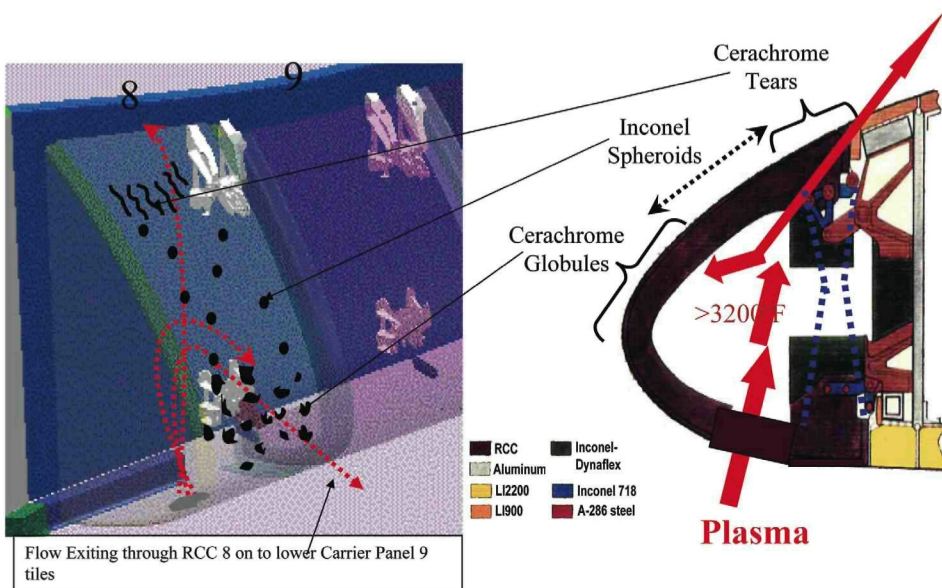 8
9
Cerachrome
Tears
Inconel
Spheroids
Cerachrome
Globules
>3200°F
RCC
Aluminum
LI2200
LI900
Inconel-
Dynaflex
Inconel 718
A-286 steel
Plasma
Flow Exiting through RCC 8 on to lower Carrier Panel 9
tiles